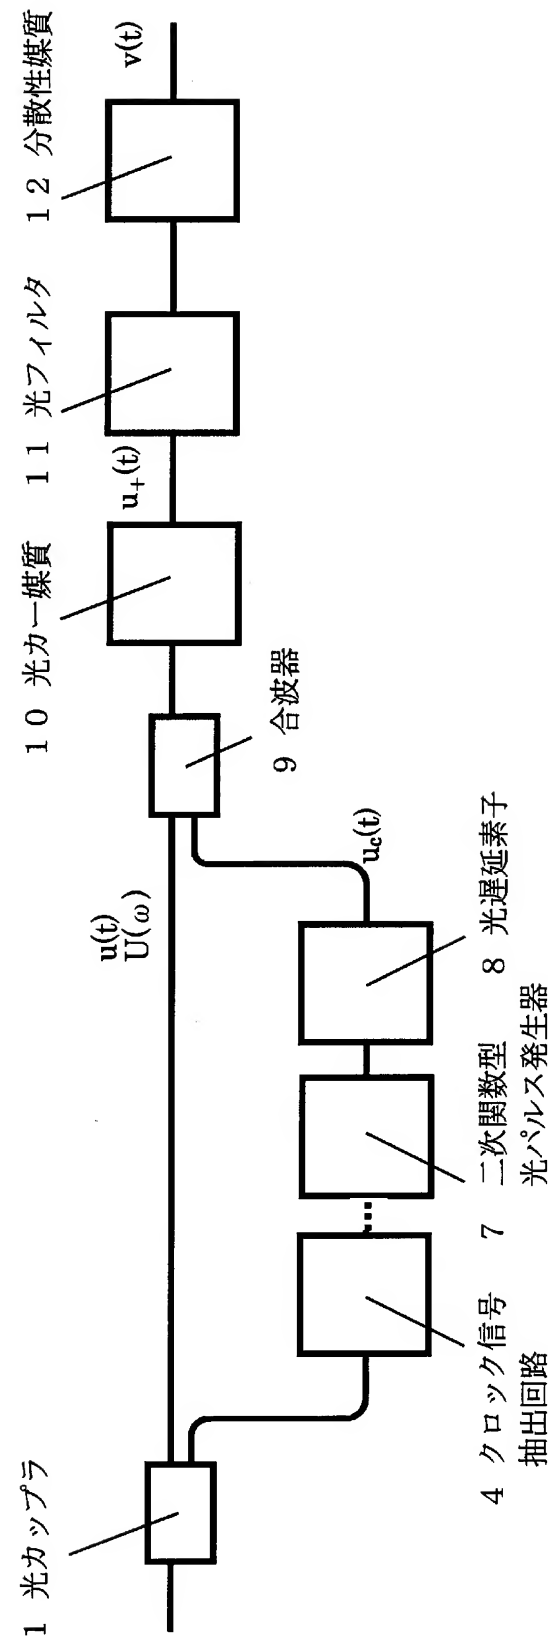 1 光カップラ
4 クロック信号
抽出回路
7 二次関数型
光パルス発生器
8 光遅延素子
u_c(t)
u(t)
U(ω)
9 合波器
10 光カー媒質
u_+(t)
11 光フィルタ
12 分散性媒質
v(t)